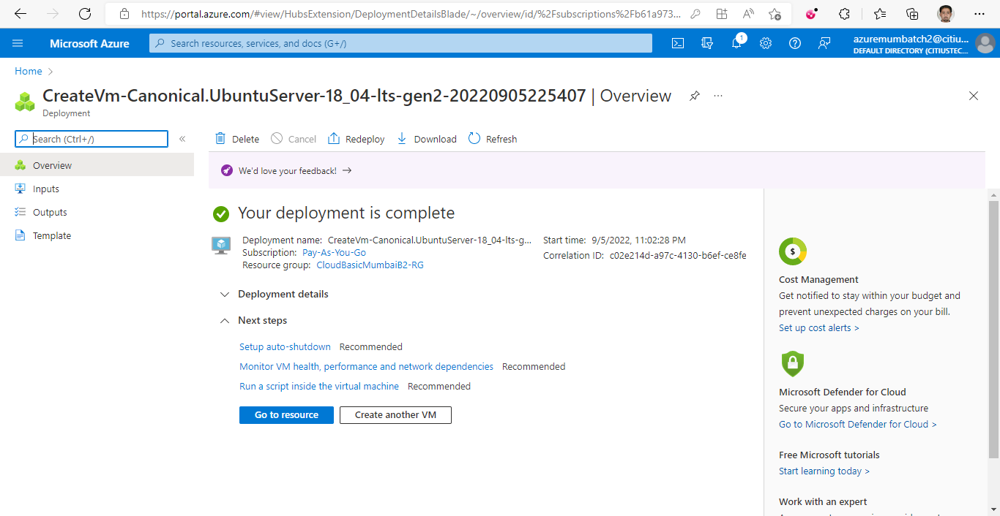 https://portal.azure.com/#view/HubsExtension/DeploymentDetailsBlade/~/overview/id/%2Fsubscriptions%2Fb61a973...
Microsoft Azure
Search resources, services, and docs (G+/)
1
azuremumbatch2@citiu...
DEFAULT DIRECTORY (CITIUSTEC...
Home >
CreateVm-Canonical.UbuntuServer-18_04-lts-gen2-20220905225407 | Overview
Deployment
Search (Ctrl+/)
«
Delete
Cancel
Redeploy
Download
Refresh
Overview
Inputs
Outputs
Template
We'd love your feedback! →
Your deployment is complete
Deployment name: CreateVm-Canonical.UbuntuServer-18_04-lts-g...
Subscription: Pay-As-You-Go
Resource group: CloudBasicMumbaiB2-RG
Start time: 9/5/2022, 11:02:28 PM
Correlation ID: c02e214d-a97c-4130-b6ef-ce8fe
Deployment details
Next steps
Setup auto-shutdown Recommended
Monitor VM health, performance and network dependencies Recommended
Run a script inside the virtual machine Recommended
Go to resource
Create another VM
$
Cost Management
Get notified to stay within your budget and
prevent unexpected charges on your bill.
Set up cost alerts >
Microsoft Defender for Cloud
Secure your apps and infrastructure
Go to Microsoft Defender for Cloud >
Free Microsoft tutorials
Start learning today >
Work with an expert